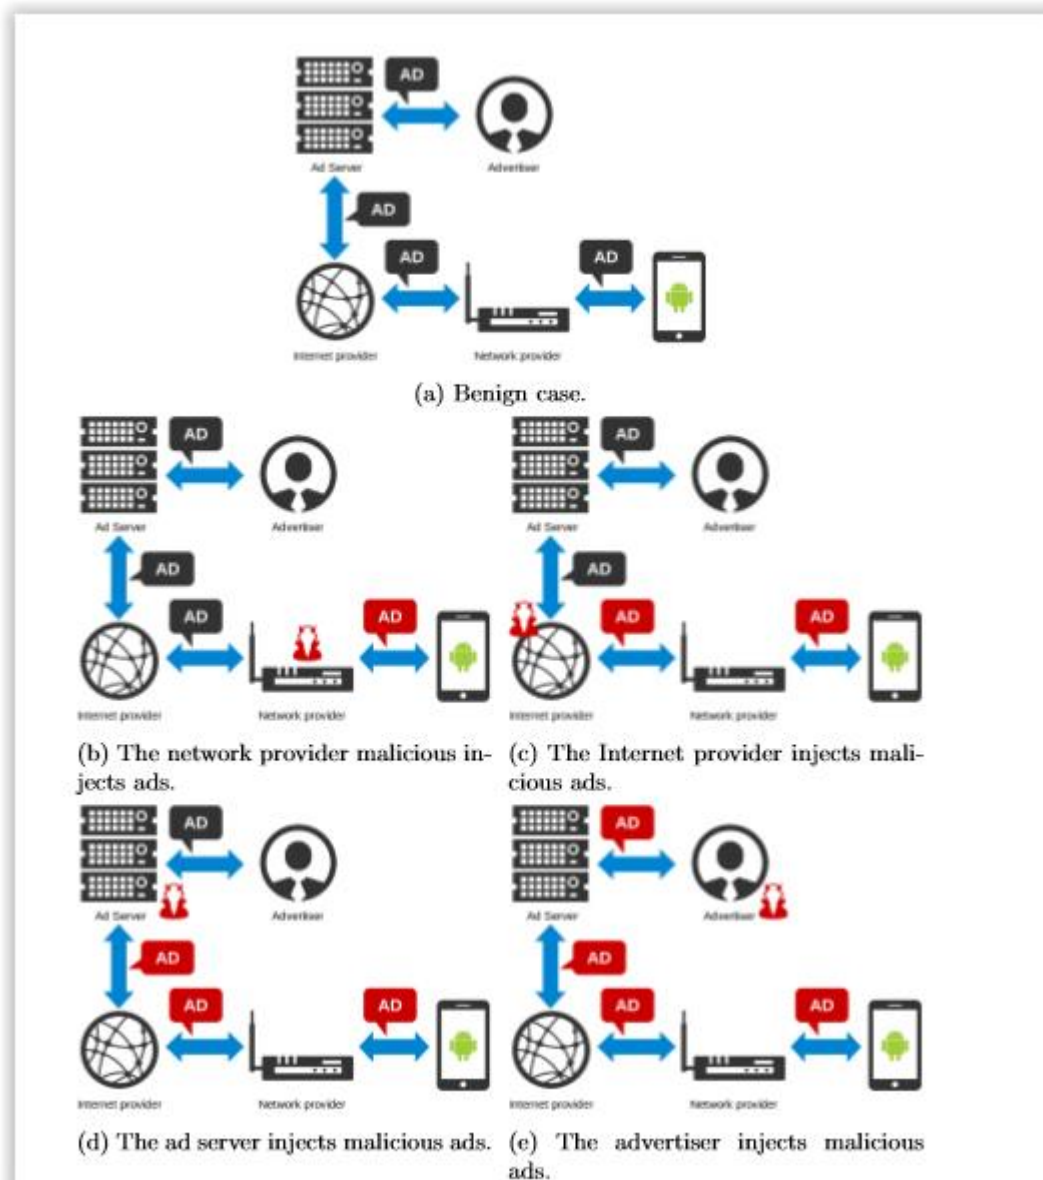 AD
Ad Server
Advertiser
AD
AD
AD
Internet provider
Network provider
(a) Benign case.
AD
Ad Server
Advertiser
AD
AD
AD
Internet provider
Network provider
(b) The network provider malicious in-
jects ads.
AD
Ad Server
Advertiser
AD
AD
AD
Internet provider
Network provider
(c) The Internet provider injects mali-
cious ads.
AD
Ad Server
Advertiser
AD
AD
AD
Internet provider
Network provider
(d) The ad server injects malicious ads.
AD
Ad Server
Advertiser
AD
AD
AD
Internet provider
Network provider
(e) The advertiser injects malicious
ads.